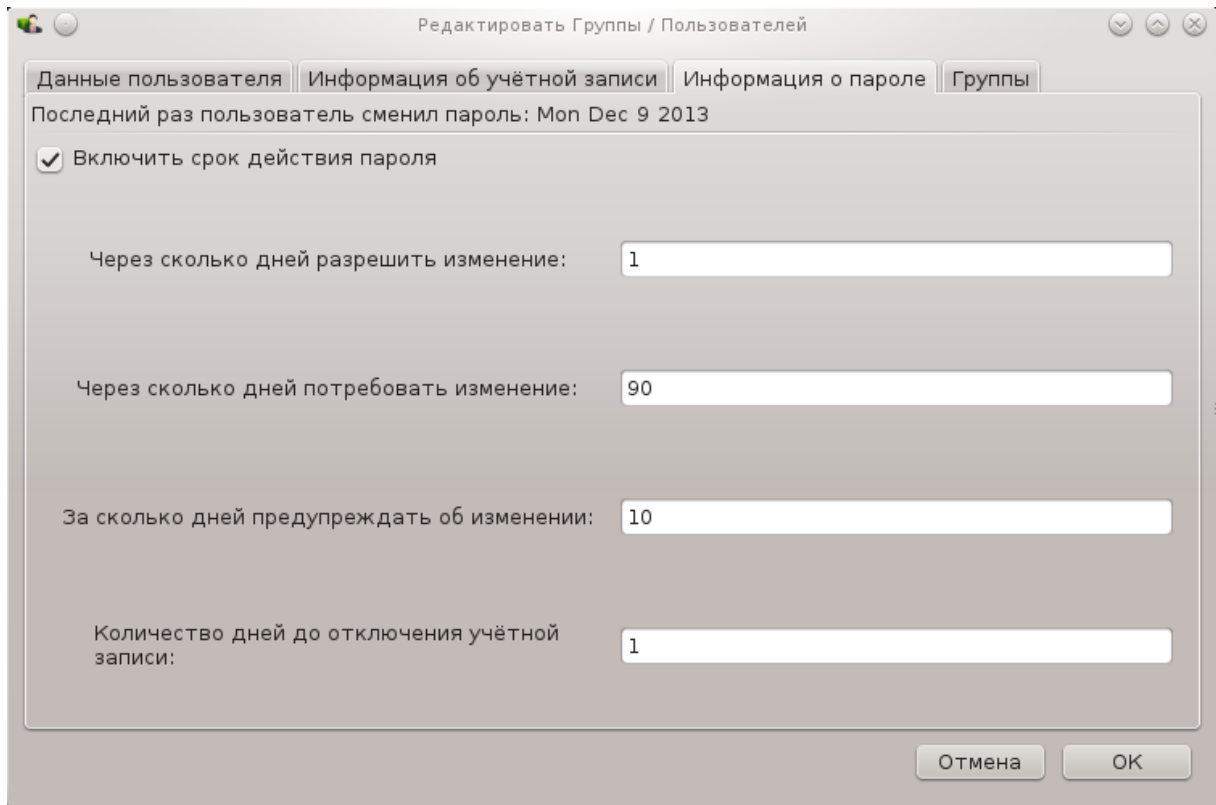 Редактировать Группы / Пользователей
Данные пользователя
Информация об учётной записи
Информация о пароле
Группы
Последний раз пользователь сменил пароль: Mon Dec 9 2013
Включить срок действия пароля
Через сколько дней разрешить изменение:
1
Через сколько дней потребовать изменение:
90
За сколько дней предупреждать об изменении:
10
Количество дней до отключения учётной
записи:
1
Отмена
OK